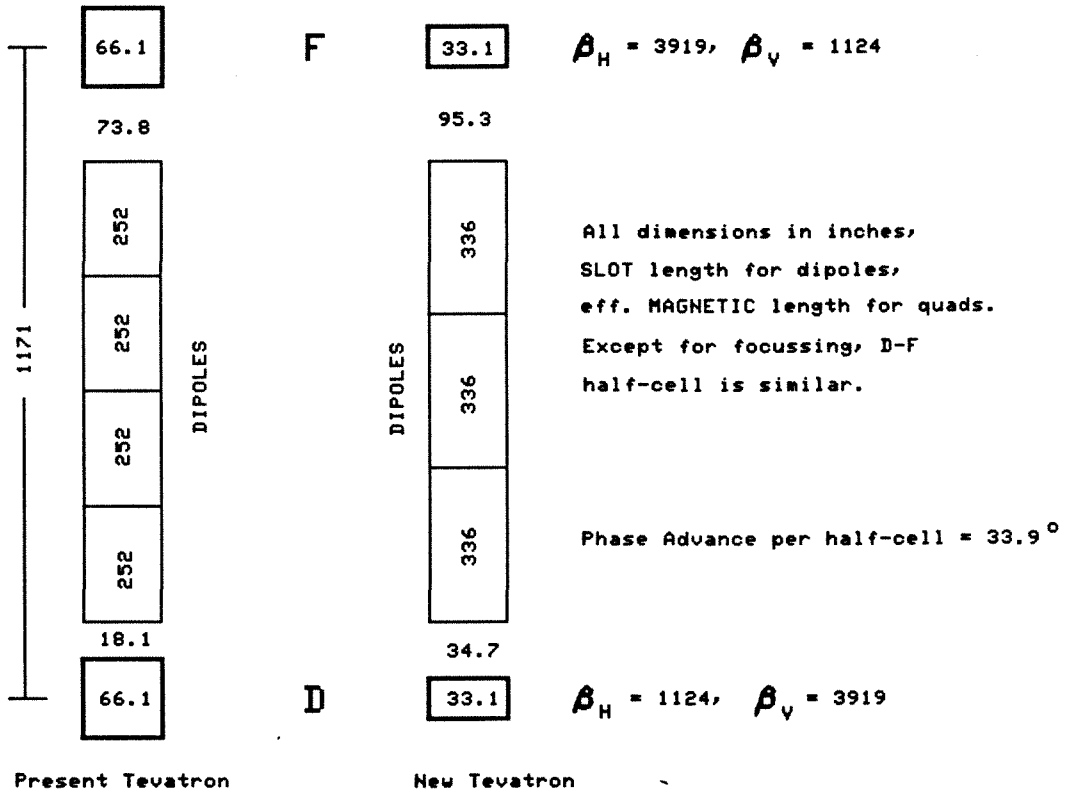 66.1
F
33.1
β_H = 3919, β_V = 1124
73.8
95.3
252
252
252
252
1171
DIPOLES
DIPOLES
336
336
336
All dimensions in inches,
SLOT length for dipoles,
eff. MAGNETIC length for quads.
Except for focussing, D-F
half-cell is similar.
Phase Advance per half-cell = 33.9°
18.1
34.7
66.1
D
33.1
β_H = 1124, β_V = 3919
Present Tevatron
New Tevatron